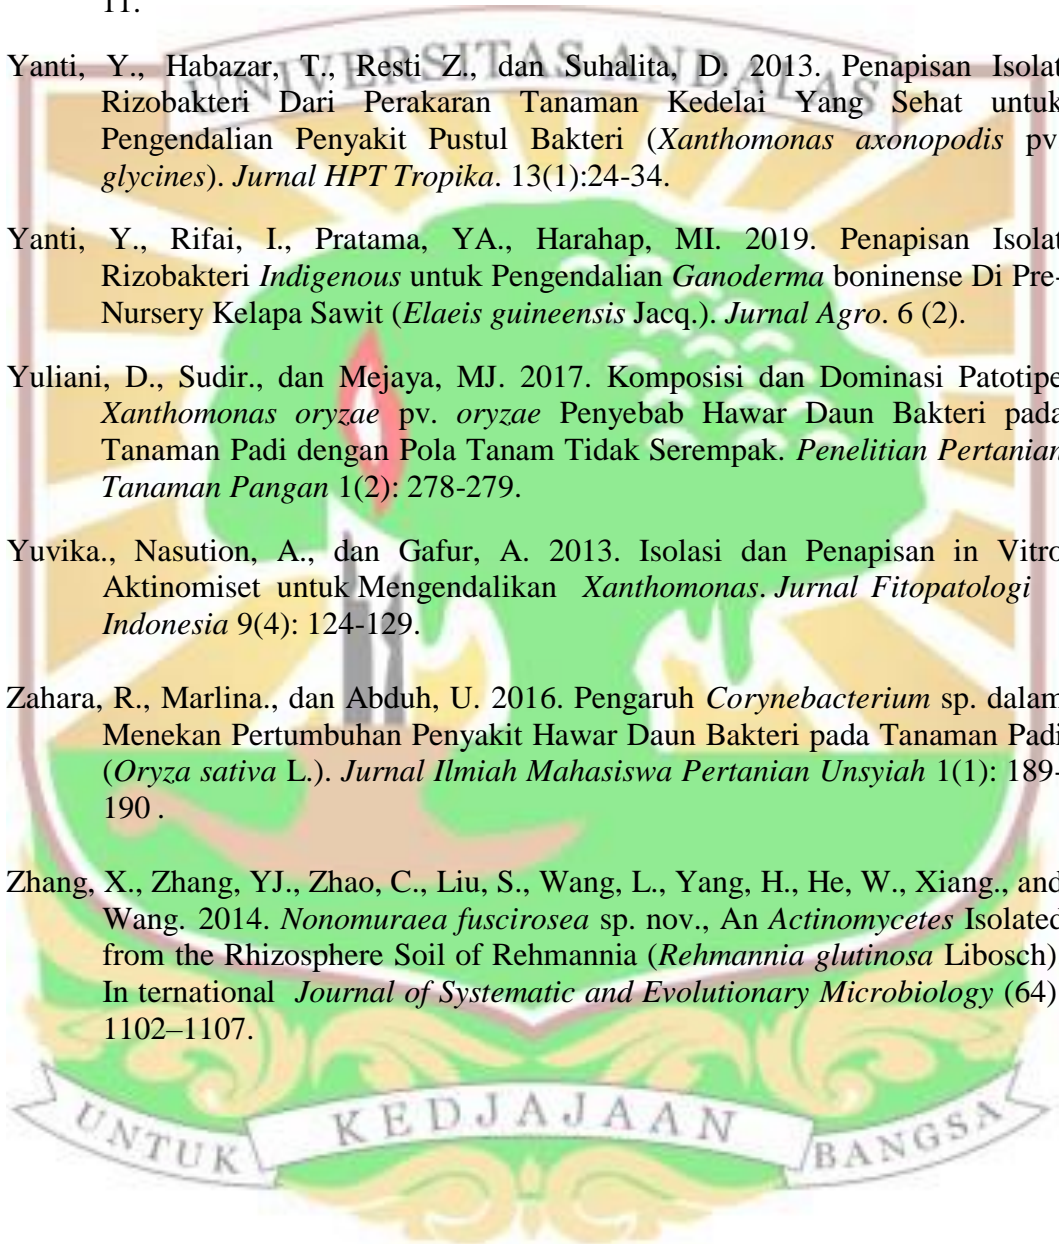 11.
UNIVERSITAS ANDALAS
Yanti, Y., Habazar, T., Resti Z., dan Suhalita, D. 2013. Penapisan Isolat
Rizobakteri Dari Perakaran Tanaman Kedelai Yang Sehat untuk
Pengendalian Penyakit Pustul Bakteri (Xanthomonas axonopodis pv
glycines). Jurnal HPT Tropika. 13(1):24-34.
Yanti, Y., Rifai, I., Pratama, YA., Harahap, MI. 2019. Penapisan Isolat
Rizobakteri Indigenous untuk Pengendalian Ganoderma boninense Di Pre-
Nursery Kelapa Sawit (Elaeis guineensis Jacq.). Jurnal Agro. 6 (2).
Yuliani, D., Sudir., dan Mejaya, MJ. 2017. Komposisi dan Dominasi Patotipe
Xanthomonas oryzae pv. oryzae Penyebab Hawar Daun Bakteri pada
Tanaman Padi dengan Pola Tanam Tidak Serempak. Penelitian Pertanian
Tanaman Pangan 1(2): 278-279.
Yuvika., Nasution, A., dan Gafur, A. 2013. Isolasi dan Penapisan in Vitro
Aktinomiset untuk Mengendalikan Xanthomonas. Jurnal Fitopatologi
Indonesia 9(4): 124-129.
Zahara, R., Marlina., dan Abduh, U. 2016. Pengaruh Corynebacterium sp. dalam
Menekan Pertumbuhan Penyakit Hawar Daun Bakteri pada Tanaman Padi
(Oryza sativa L.). Jurnal Ilmiah Mahasiswa Pertanian Unsyiah 1(1): 189-
190 .
Zhang, X., Zhang, YJ., Zhao, C., Liu, S., Wang, L., Yang, H., He, W., Xiang., and
Wang. 2014. Nonomuraea fuscirosea sp. nov., An Actinomycetes Isolated
from the Rhizosphere Soil of Rehmannia (Rehmannia glutinosa Libosch)
In ternational Journal of Systematic and Evolutionary Microbiology (64)
1102–1107.
UNTUK KEDJAJAAN BANGSA